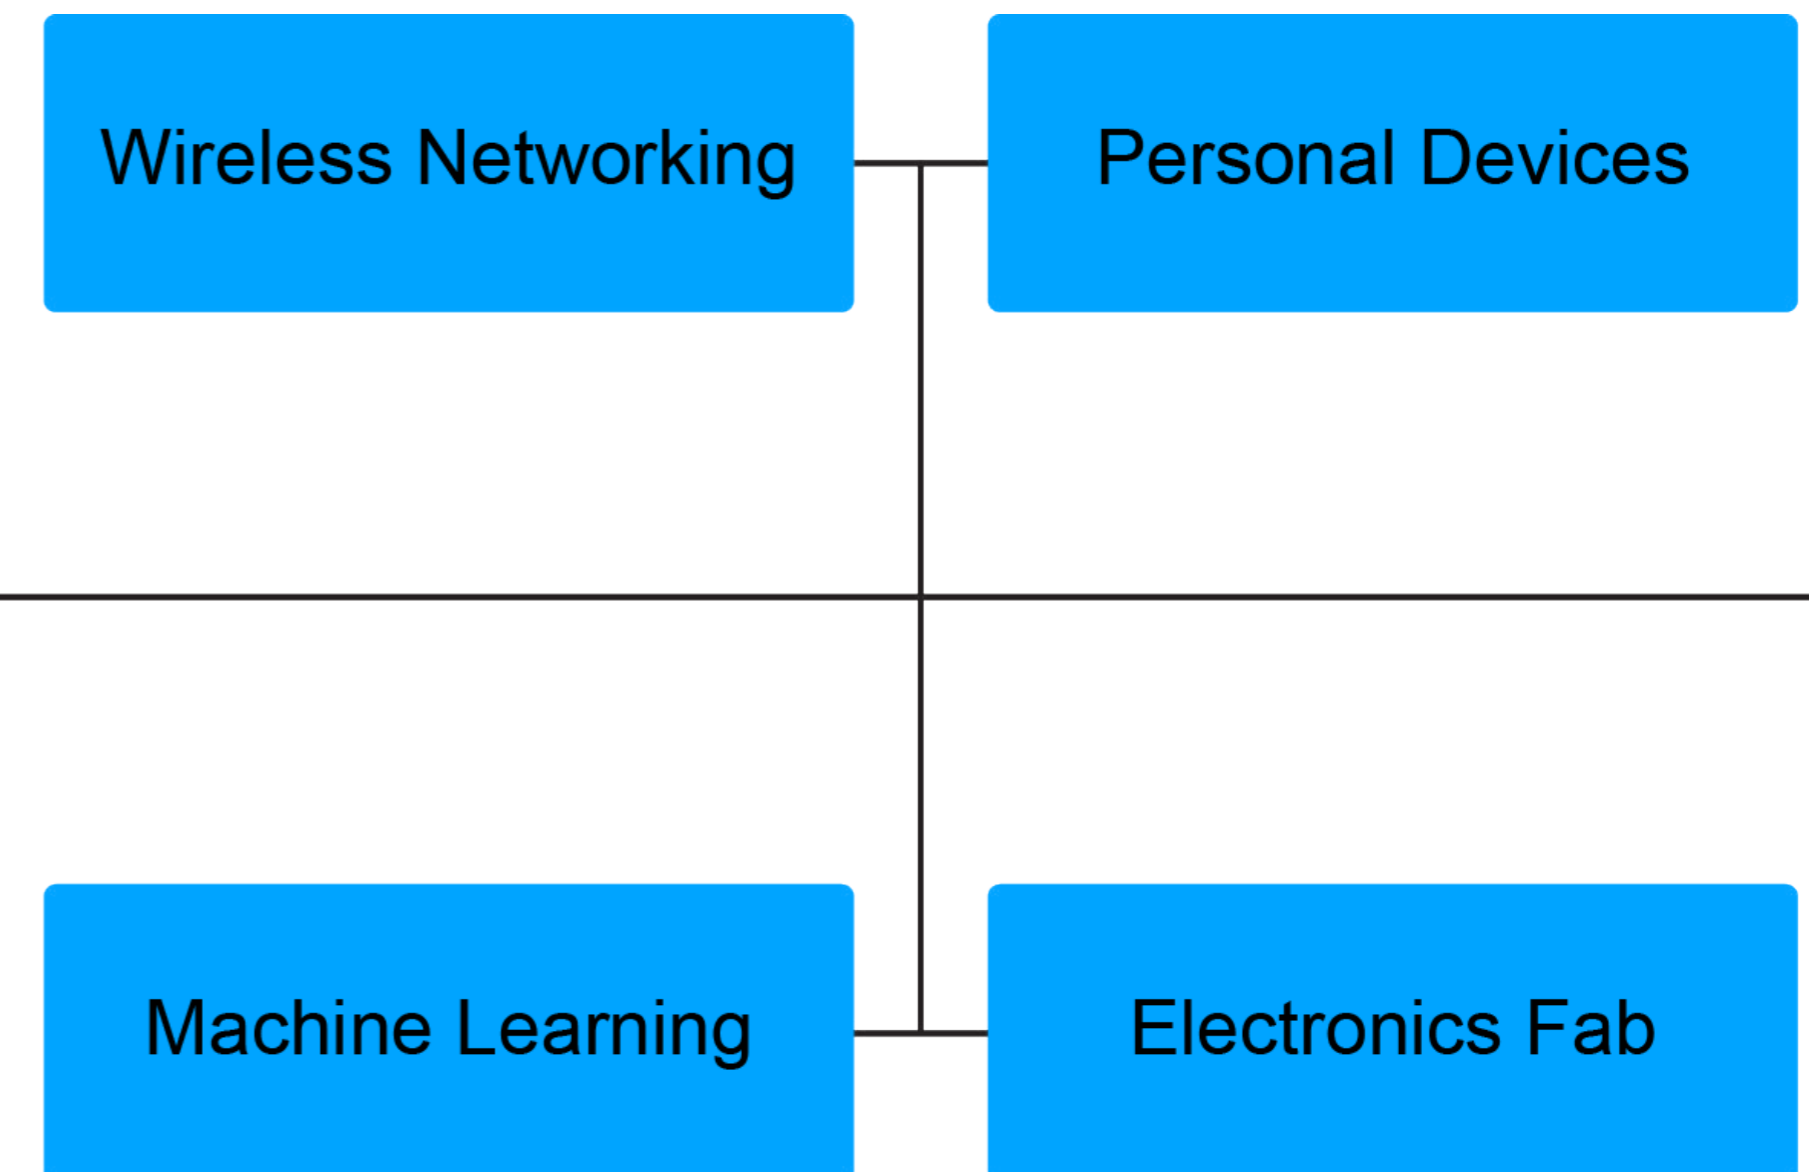 Wireless Networking
Personal Devices
Machine Learning
Electronics Fab